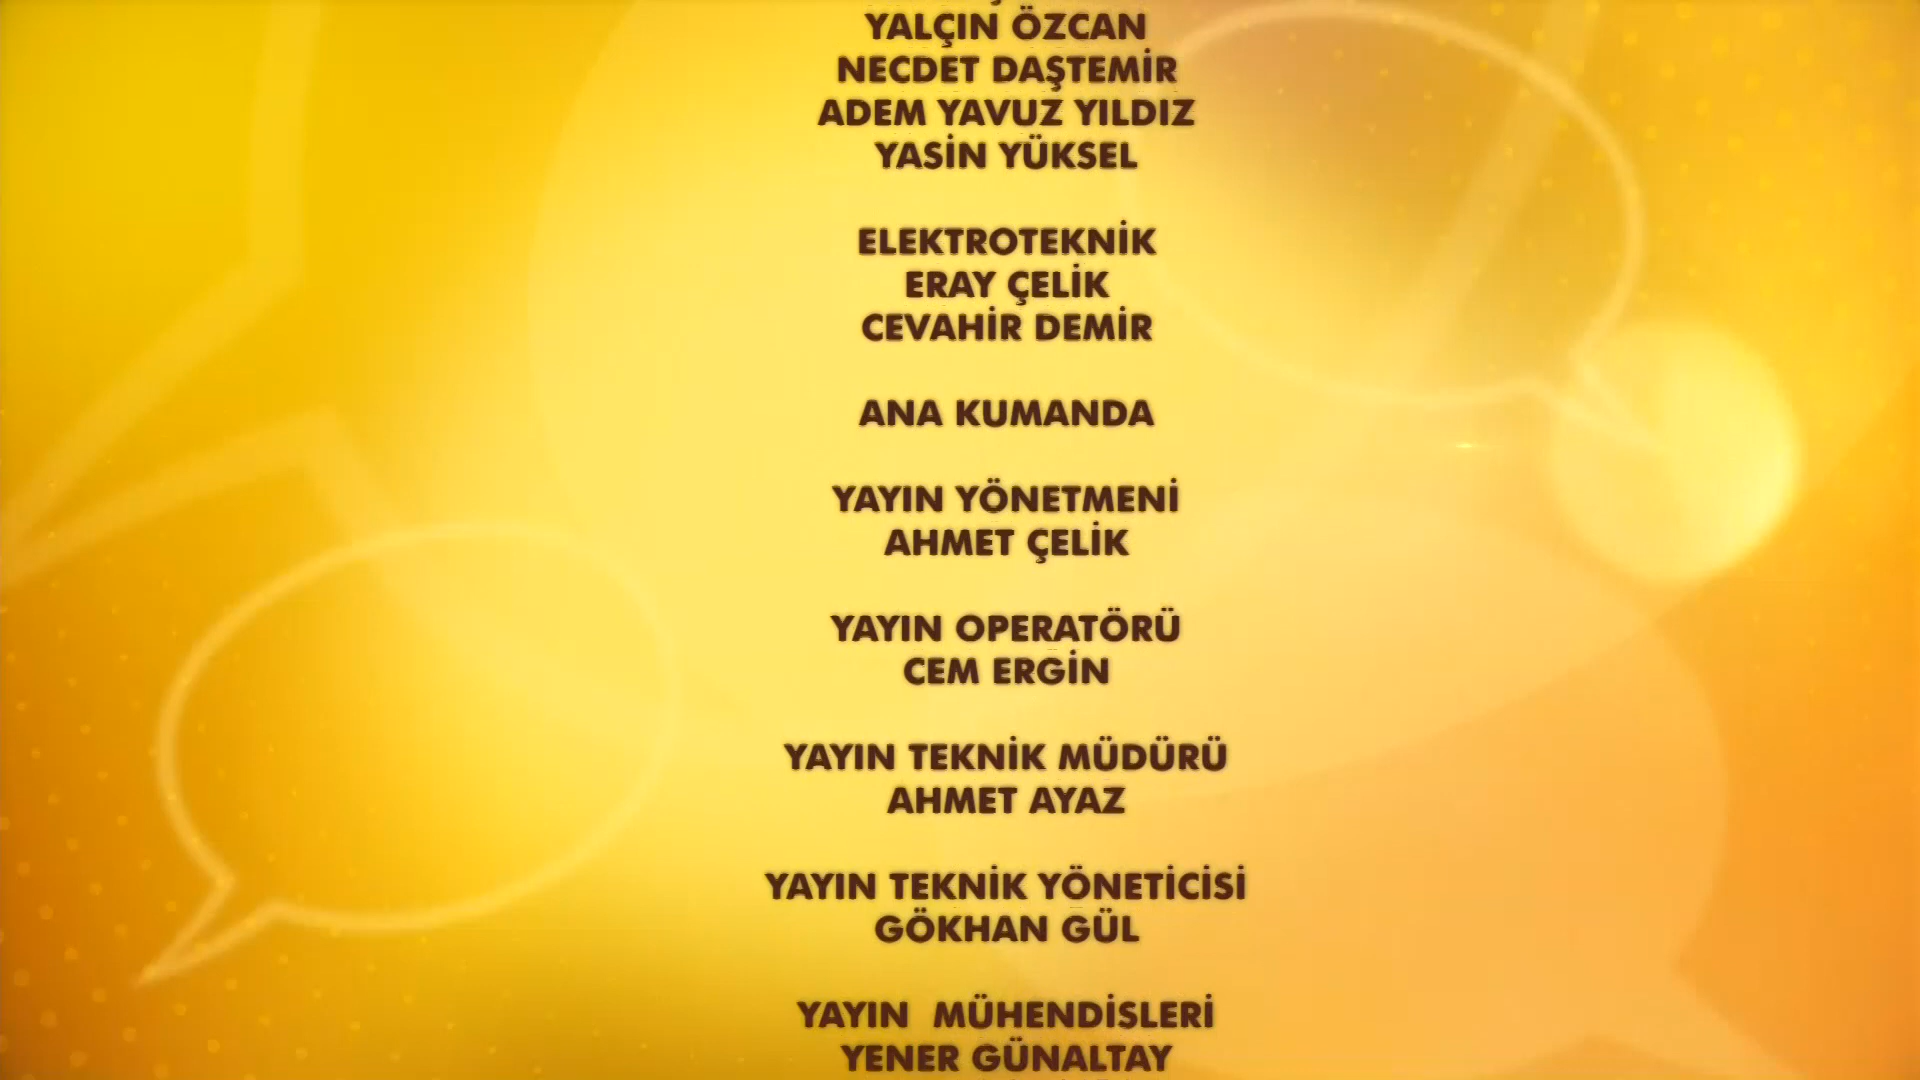 YALÇIN ÖZCAN
NECDET DAŞTEMİR
ADEM YAVUZ YILDIZ
YASİN YÜKSEL
ELEKTROTEKNİK
ERAY ÇELİK
CEVAHİR DEMİR
ANA KUMANDA
YAYIN YÖNETMENİ
AHMET ÇELİK
YAYIN OPERATÖRÜ
CEM ERGİN
YAYIN TEKNİK MÜDÜRÜ
AHMET AYAZ
YAYIN TEKNİK YÖNETİCİSİ
GÖKHAN GÜL
YAYIN  MÜHENDİSLERİ
YENER GÜNALTAY